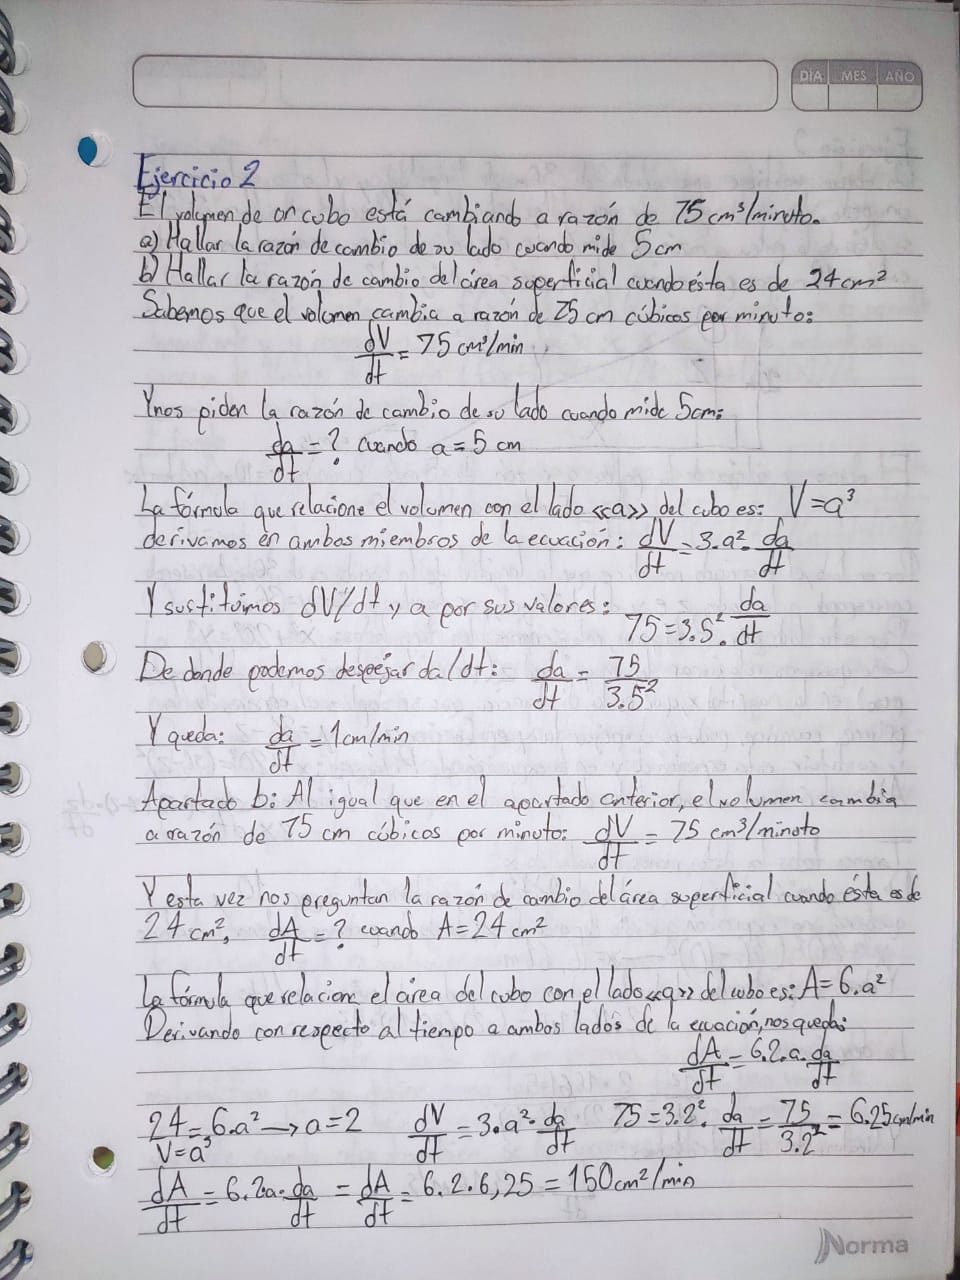 DÍA MES AÑO
Ejercicio 2
El volumen de un cubo está cambiando a razón de 75 cm³/minuto.
a) Hallar la razón de cambio de su lado cuando mide 5 cm
b) Hallar la razón de cambio del área superficial cuando ésta es de 24 cm²
Sabemos que el volumen cambia a razón de 75 cm cúbicos por minuto:
dV/dt = 75 cm³/min
Y nos piden la razón de cambio de su lado cuando mide 5cm:
da/dt = ? cuando a = 5 cm
La fórmula que relacione el volumen con el lado «a» del cubo es: V = a³
derivamos en ambos miembros de la ecuación: dV/dt = 3·a²· da/dt
Y sustituimos dV/dt y a por sus valores: 75 = 3·5²· da/dt
De donde podemos despejar da/dt: da/dt = 75/3·5²
Y queda: da/dt = 1cm/min
Apartado b: Al igual que en el apartado anterior, el volumen cambia
a razón de 75 cm cúbicos por minuto: dV/dt = 75 cm³/minuto
Y esta vez nos preguntan la razón de cambio del área superficial cuando ésta es de
24 cm², dA/dt = ? cuando A = 24 cm²
La fórmula que relacione el área del cubo con el lado «a» del cubo es: A = 6·a²
Derivando con respecto al tiempo a ambos lados de la ecuación, nos queda:
dA/dt = 6·2·a· da/dt
24 = 6·a² → a = 2 dV/dt = 3·a²· da/dt 75 = 3·2²· da/dt = 75/3·2² = 6.25 cm/min
V = a³
dA/dt = 6·2a· da/dt = dA/dt = 6·2·6,25 = 150cm²/min
Norma